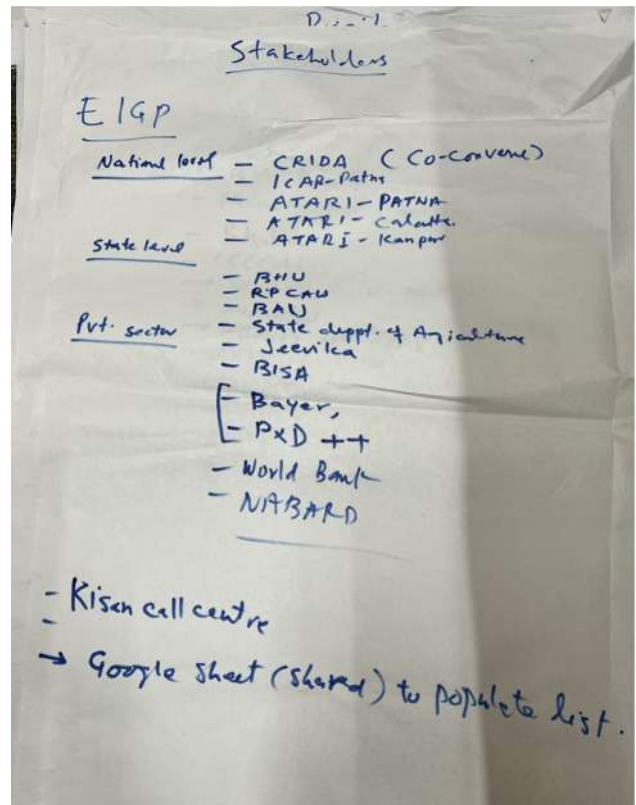 Stakeholders
EIGP
National level - CRIDA (Co-convene)
- ICAR-Patna
- ATARI-PATNA
- ATARI-Calcutta.
- ATARI-Kanpur
State level
- BHU
- RPCAU
- BAU
Pvt. sector - State deppt. of Agriculture
- Jeevika
- BISA
- Bayer,
- PxD ++
- World Bank
- NABARD
- Kisan call centre
-
→ Google Sheet (Shared) to populate list.